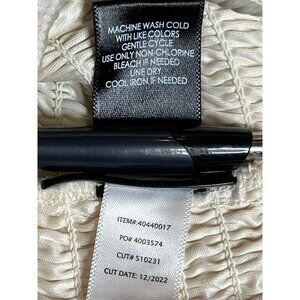 MACHINE WASH COLD
WITH LIKE COLORS
GENTLE CYCLE
USE ONLY NON-CHLORINE
BLEACH IF NEEDED
LINE DRY
COOL IRON IF NEEDED
ITEM#: 40440017
PO# 4003574
CUT# 510231
CUT DATE: 12/2022